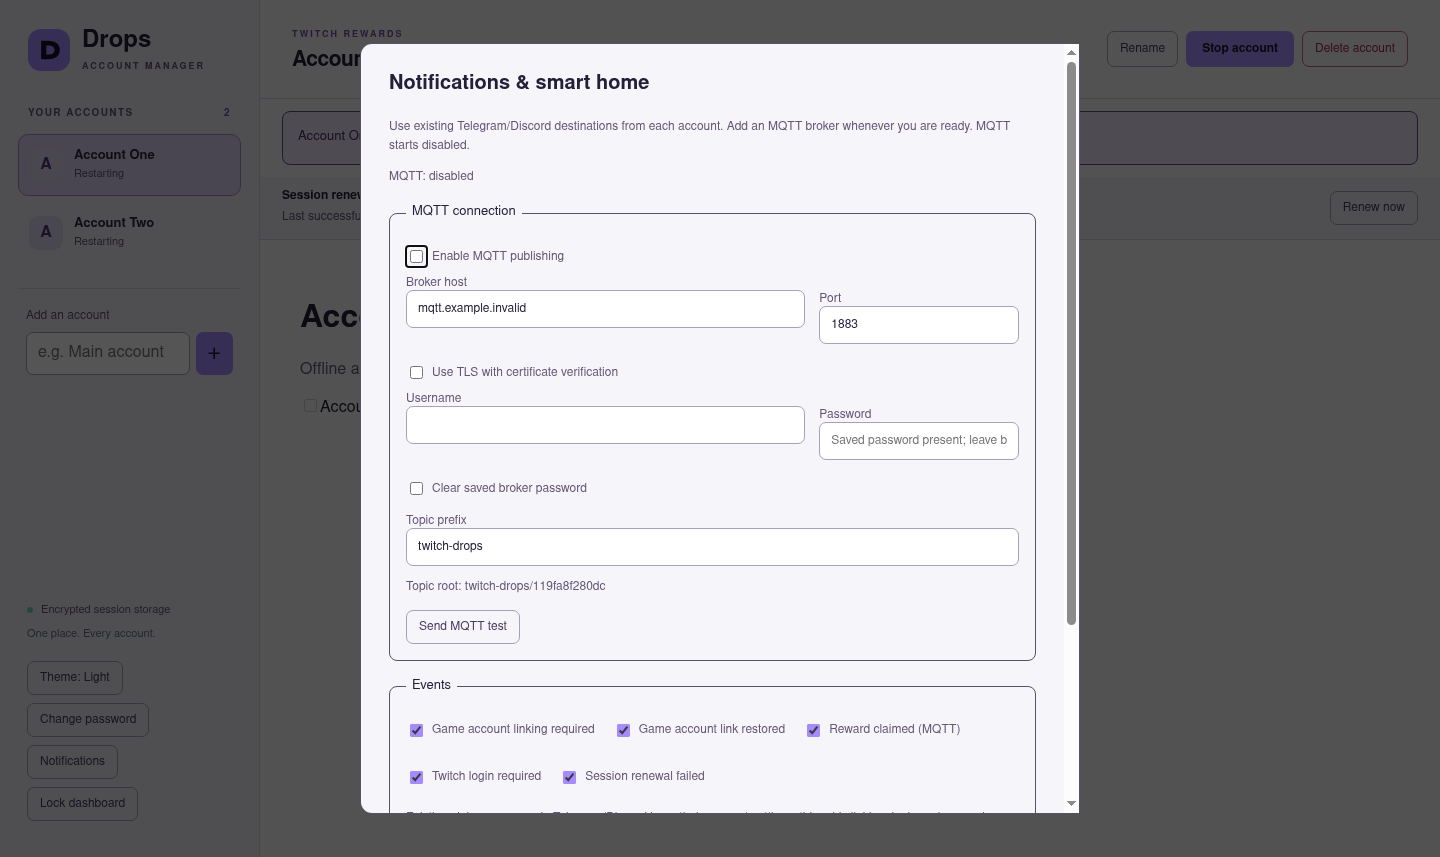 D
Drops
ACCOUNT MANAGER
YOUR ACCOUNTS 2
A
Account One
Restarting
A
Account Two
Restarting
Add an account
e.g. Main account
+
Encrypted session storage
One place. Every account.
Theme: Light
Change password
Notifications
Lock dashboard
TWITCH REWARDS
Rename
Stop account
Delete account
Renew now
Notifications & smart home
Use existing Telegram/Discord destinations from each account. Add an MQTT broker whenever you are ready. MQTT
starts disabled.
MQTT: disabled
MQTT connection
Enable MQTT publishing
Broker host
mqtt.example.invalid
Port
1883
Use TLS with certificate verification
Username
Password
Saved password present; leave b
Clear saved broker password
Topic prefix
twitch-drops
Topic root: twitch-drops/119fa8f280dc
Send MQTT test
Events
Game account linking required
Game account link restored
Reward claimed (MQTT)
Twitch login required
Session renewal failed
Account
Session
Last
Offline